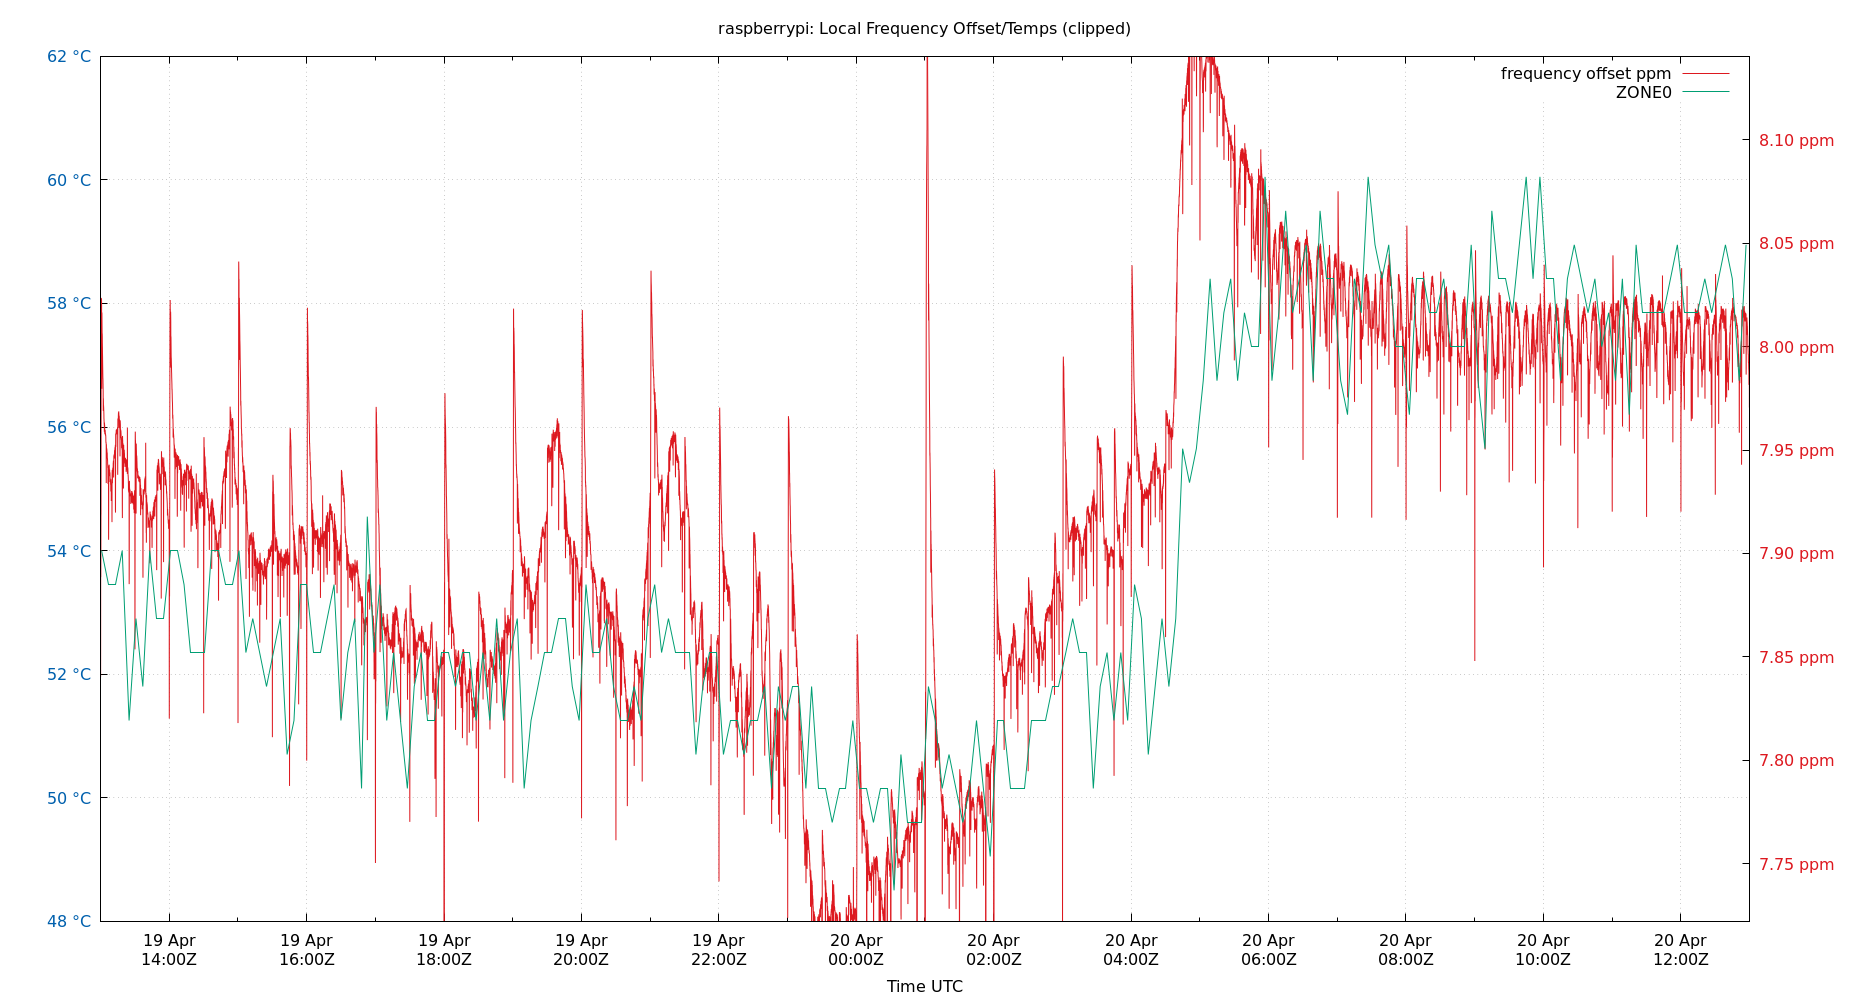 raspberrypi: Local Frequency Offset/Temps (clipped)
frequency offset ppm
ZONE0
62 °C
60 °C
58 °C
56 °C
54 °C
52 °C
50 °C
48 °C
8.10 ppm
8.05 ppm
8.00 ppm
7.95 ppm
7.90 ppm
7.85 ppm
7.80 ppm
7.75 ppm
19 Apr
14:00Z
19 Apr
16:00Z
19 Apr
18:00Z
19 Apr
20:00Z
19 Apr
22:00Z
20 Apr
00:00Z
20 Apr
02:00Z
20 Apr
04:00Z
20 Apr
06:00Z
20 Apr
08:00Z
20 Apr
10:00Z
20 Apr
12:00Z
Time UTC